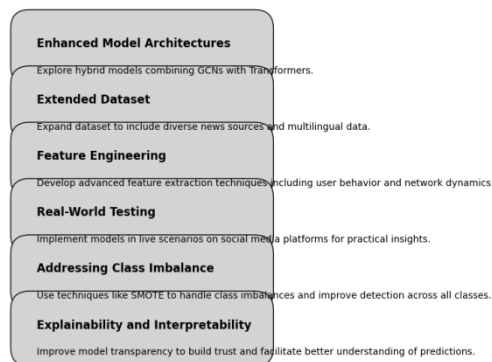 Enhanced Model Architectures
Explore hybrid models combining GCNs with Transformers.
Extended Dataset
Expand dataset to include diverse news sources and multilingual data.
Feature Engineering
Develop advanced feature extraction techniques including user behavior and network dynamics.
Real-World Testing
Implement models in live scenarios on social media platforms for practical insights.
Addressing Class Imbalance
Use techniques like SMOTE to handle class imbalances and improve detection across all classes.
Explainability and Interpretability
Improve model transparency to build trust and facilitate better understanding of predictions.